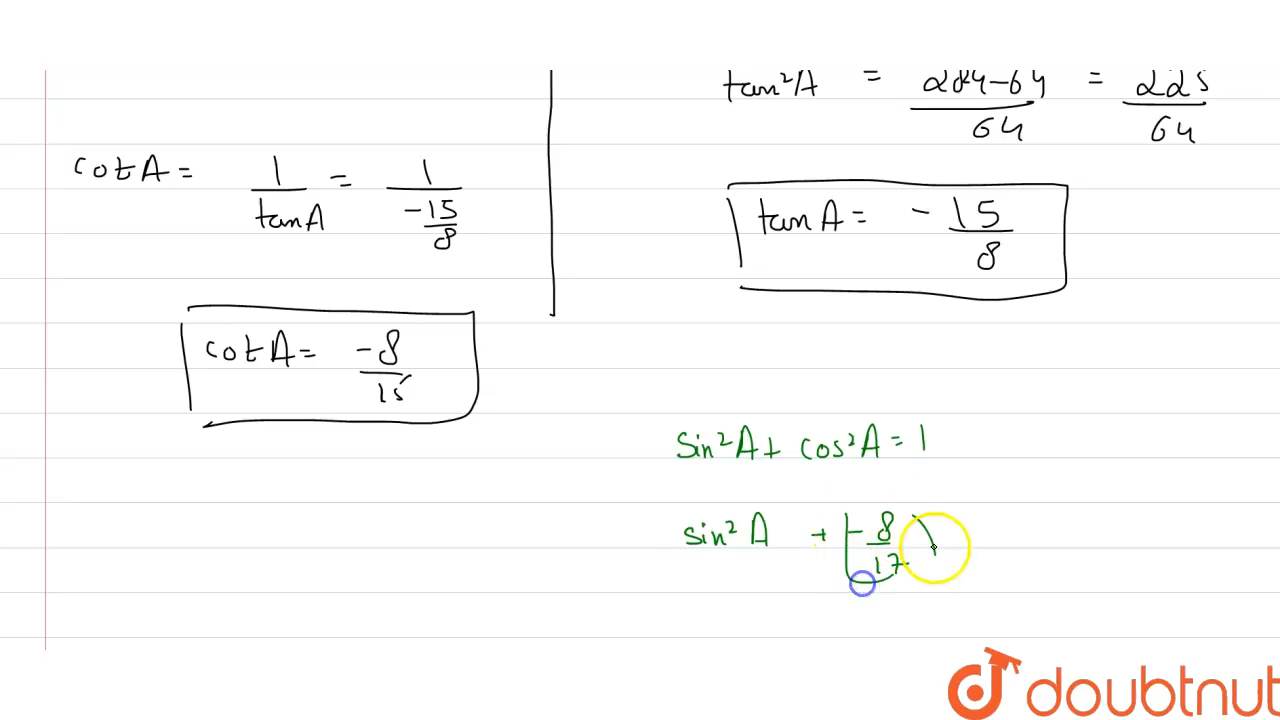 tan²A = 284-64/64 = 225/64
cotA = 1/tanA = 1/(-15/8)
tanA = -15/8
cotA = -8/15
sin²A + cos²A = 1
sin²A + (-8/17)
doubtnut